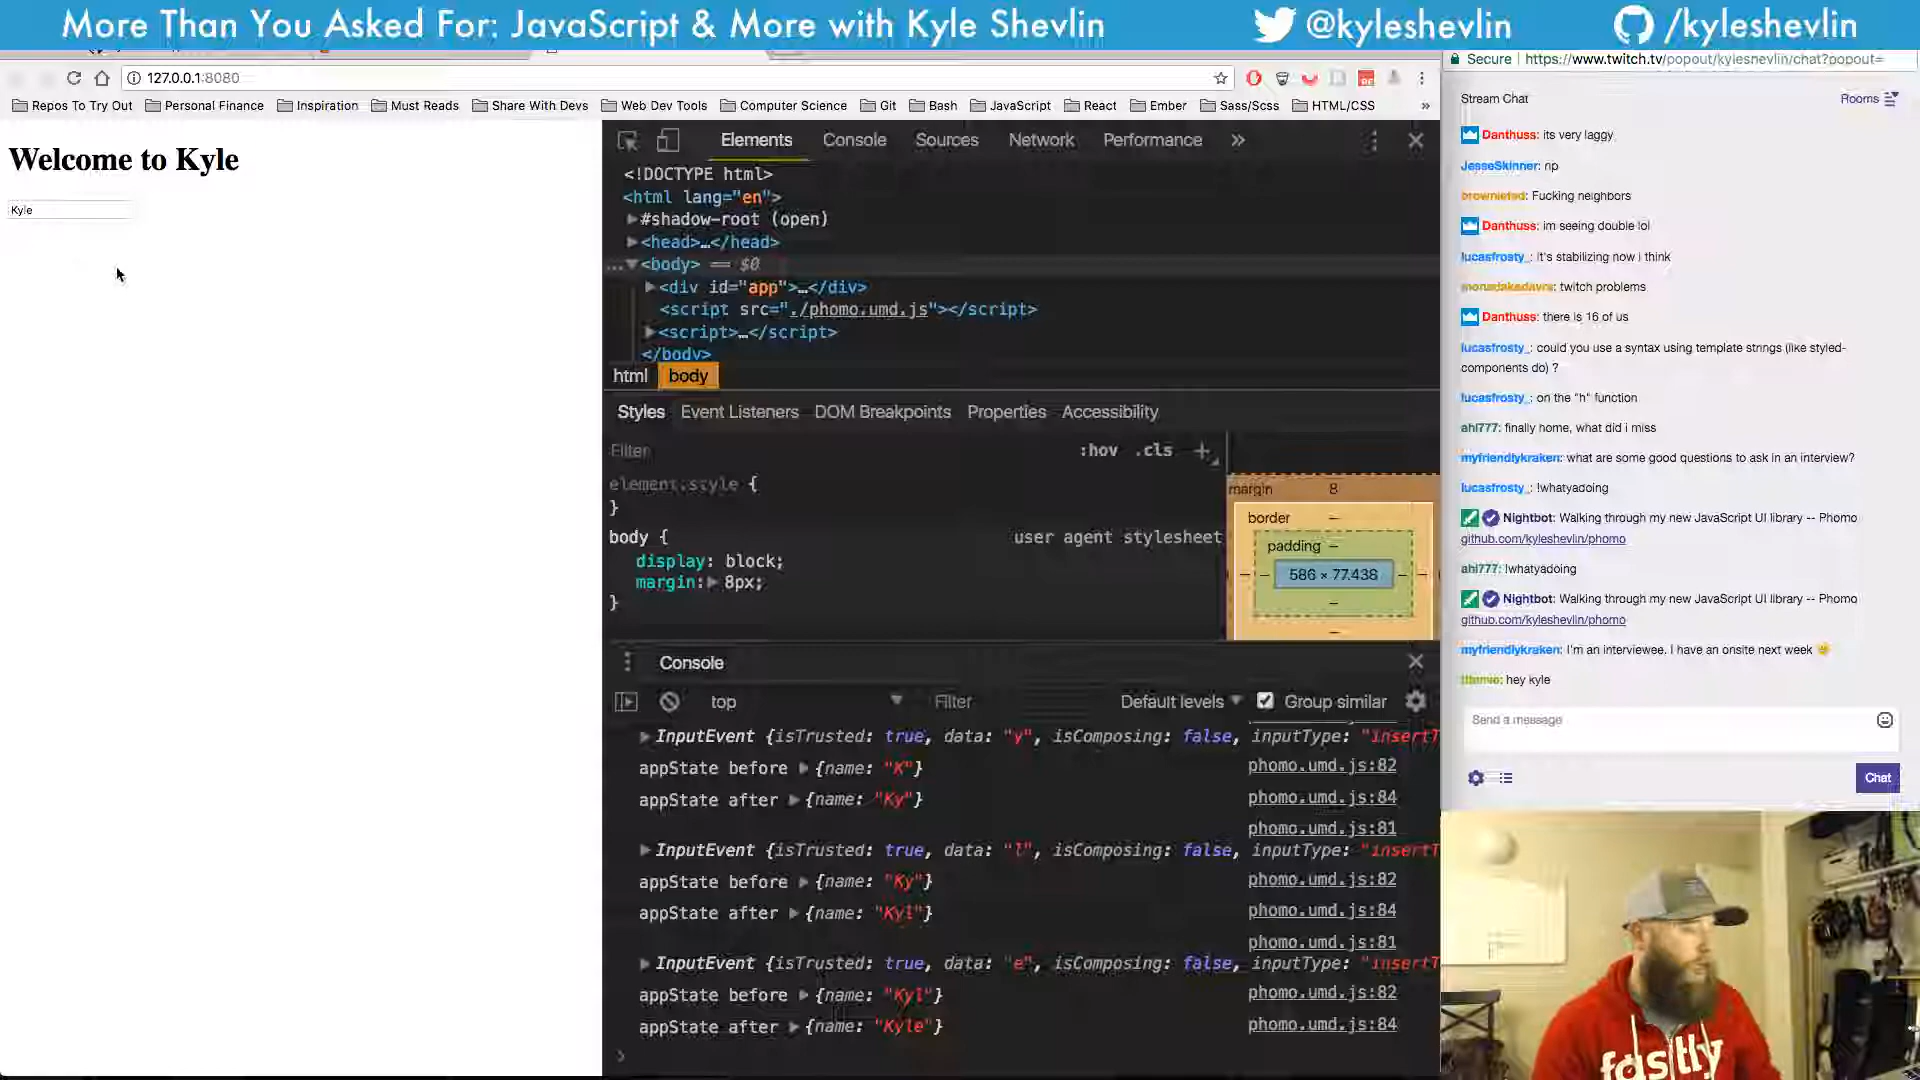 More Than You Asked For: JavaScript & More with Kyle Shevlin
@kyleshevlin
/kyleshevlin
127.0.0.1:8080
Repos To Try Out
Personal Finance
Inspiration
Must Reads
Share With Devs
Web Dev Tools
Computer Science
Git
Bash
JavaScript
React
Ember
Sass/Scss
HTML/CSS
»
Welcome to Kyle
Kyle
Elements
Console
Sources
Network
Performance
»
<!DOCTYPE html>
<html lang="en">
#shadow-root (open)
<head>…</head>
…<body> == $0
<div id="app">…</div>
<script src="./phomo.umd.js"></script>
<script>…</script>
</body>
html
body
Styles
Event Listeners
DOM Breakpoints
Properties
Accessibility
Filter
:hov
.cls
+
element.style {
}
body {
user agent stylesheet
display: block;
margin: 8px;
}
margin
8
border
–
padding
–
586 × 77.438
Console
top
Filter
Default levels
Group similar
InputEvent {isTrusted: true, data: "y", isComposing: false, inputType: "insertT
appState before {name: "K"}
phomo.umd.js:82
appState after {name: "Ky"}
phomo.umd.js:84
phomo.umd.js:81
InputEvent {isTrusted: true, data: "l", isComposing: false, inputType: "insertT
appState before {name: "Ky"}
phomo.umd.js:82
appState after {name: "Kyl"}
phomo.umd.js:84
phomo.umd.js:81
InputEvent {isTrusted: true, data: "e", isComposing: false, inputType: "insertT
appState before {name: "Kyl"}
phomo.umd.js:82
appState after {name: "Kyle"}
phomo.umd.js:84
Secure
https://www.twitch.tv/popout/kyleshevlin/chat?popout=
Stream Chat
Rooms
Danthuss: its very laggy
JesseSkinner: np
Fucking neighbors
Danthuss: im seeing double lol
lucasfrosty_: it's stabilizing now i think
twitch problems
Danthuss: there is 16 of us
lucasfrosty_: could you use a syntax using template strings (like styled-
components do) ?
lucasfrosty_: on the "h" function
ahl777: finally home, what did i miss
myfriendlykraken: what are some good questions to ask in an interview?
lucasfrosty_: !whatyadoing
Nightbot: Walking through my new JavaScript UI library -- Phomo
github.com/kyleshevlin/phomo
ahl777: !whatyadoing
Nightbot: Walking through my new JavaScript UI library -- Phomo
github.com/kyleshevlin/phomo
myfriendlykraken: I'm an interviewee. I have an onsite next week
hey kyle
Send a message
Chat
fastly